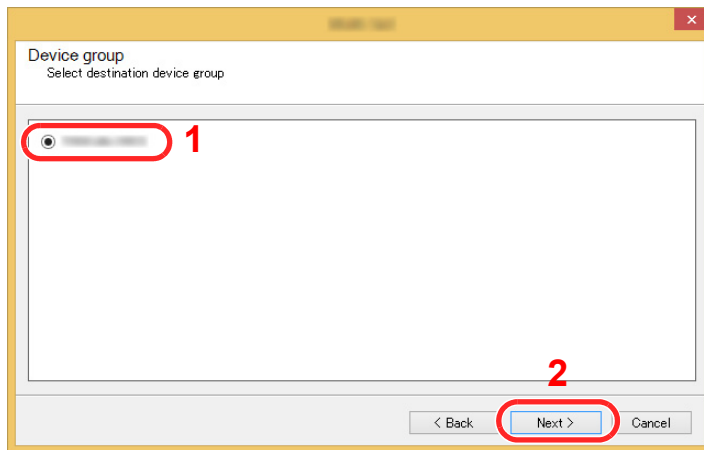 Device group
Select destination device group
1
2
< Back
Next >
Cancel